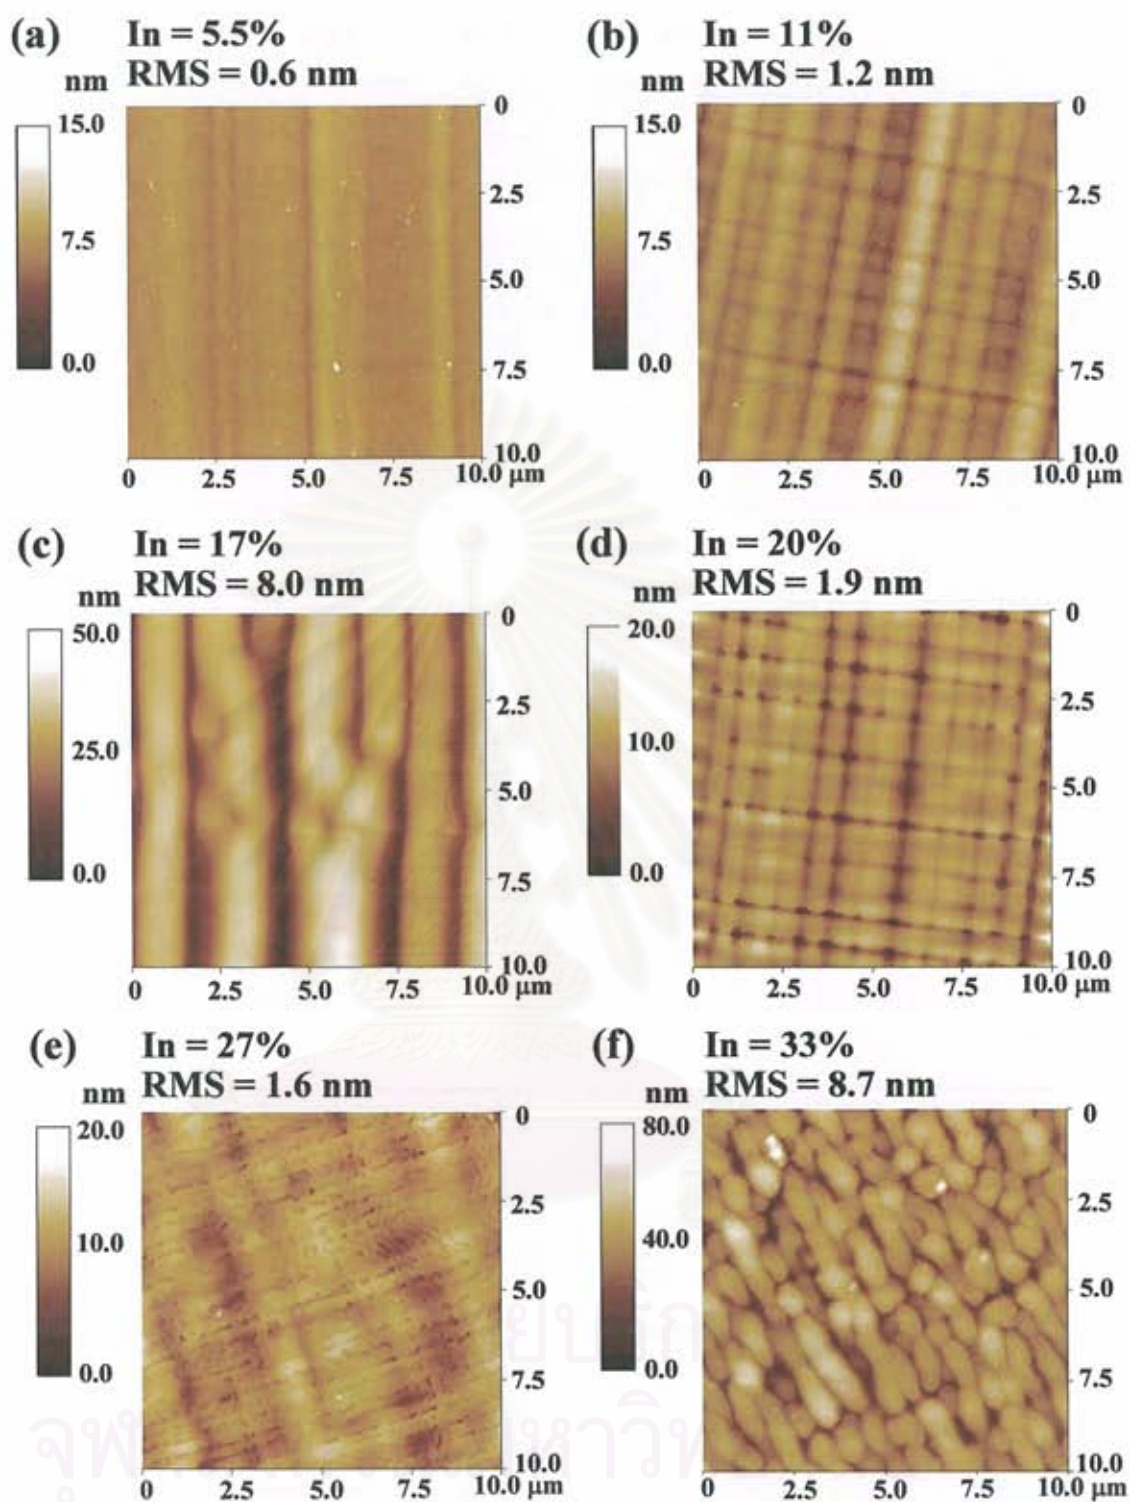 (a) In = 5.5%
RMS = 0.6 nm
nm
15.0
7.5
0.0
0
2.5
5.0
7.5
10.0
0 2.5 5.0 7.5 10.0 μm
(b) In = 11%
RMS = 1.2 nm
nm
15.0
7.5
0.0
0
2.5
5.0
7.5
10.0
0 2.5 5.0 7.5 10.0 μm
(c) In = 17%
RMS = 8.0 nm
nm
50.0
25.0
0.0
0
2.5
5.0
7.5
10.0
0 2.5 5.0 7.5 10.0 μm
(d) In = 20%
RMS = 1.9 nm
nm
20.0
10.0
0.0
0
2.5
5.0
7.5
10.0
0 2.5 5.0 7.5 10.0 μm
(e) In = 27%
RMS = 1.6 nm
nm
20.0
10.0
0.0
0
2.5
5.0
7.5
10.0
0 2.5 5.0 7.5 10.0 μm
(f) In = 33%
RMS = 8.7 nm
nm
80.0
40.0
0.0
0
2.5
5.0
7.5
10.0
0 2.5 5.0 7.5 10.0 μm